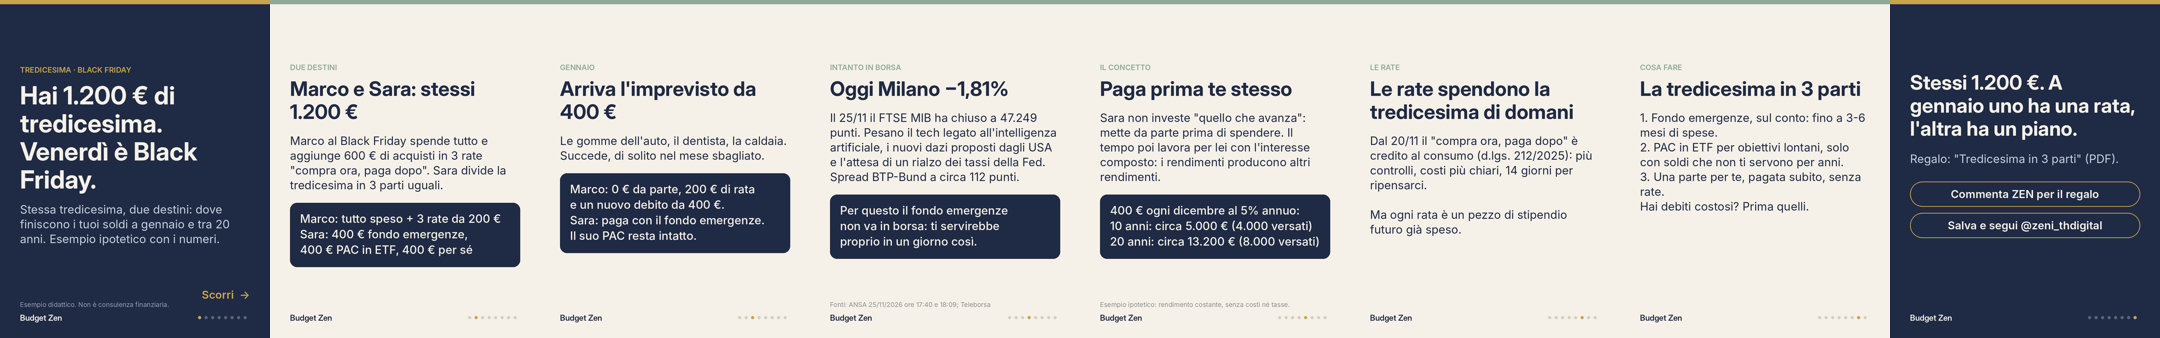 TREDICESIMA · BLACK FRIDAY
Hai 1.200 € di
tredicesima.
Venerdì è Black
Friday.
Stessa tredicesima, due destini: dove
finiscono i tuoi soldi a gennaio e tra 20
anni. Esempio ipotetico con i numeri.
Scorri →
Esempio didattico. Non è consulenza finanziaria.
Budget Zen
DUE DESTINI
Marco e Sara: stessi
1.200 €
Marco al Black Friday spende tutto e
aggiunge 600 € di acquisti in 3 rate
"compra ora, paga dopo". Sara divide la
tredicesima in 3 parti uguali.
Marco: tutto speso + 3 rate da 200 €
Sara: 400 € fondo emergenze,
400 € PAC in ETF, 400 € per sé
Budget Zen
GENNAIO
Arriva l'imprevisto da
400 €
Le gomme dell'auto, il dentista, la caldaia.
Succede, di solito nel mese sbagliato.
Marco: 0 € da parte, 200 € di rata
e un nuovo debito da 400 €.
Sara: paga con il fondo emergenze.
Il suo PAC resta intatto.
Budget Zen
INTANTO IN BORSA
Oggi Milano −1,81%
Il 25/11 il FTSE MIB ha chiuso a 47.249
punti. Pesano il tech legato all'intelligenza
artificiale, i nuovi dazi proposti dagli USA
e l'attesa di un rialzo dei tassi della Fed.
Spread BTP-Bund a circa 112 punti.
Per questo il fondo emergenze
non va in borsa: ti servirebbe
proprio in un giorno così.
Fonti: ANSA 25/11/2026 ore 17:40 e 18:09; Teleborsa
Budget Zen
IL CONCETTO
Paga prima te stesso
Sara non investe "quello che avanza":
mette da parte prima di spendere. Il
tempo poi lavora per lei con l'interesse
composto: i rendimenti producono altri
rendimenti.
400 € ogni dicembre al 5% annuo:
10 anni: circa 5.000 € (4.000 versati)
20 anni: circa 13.200 € (8.000 versati)
Esempio ipotetico: rendimento costante, senza costi né tasse.
Budget Zen
LE RATE
Le rate spendono la
tredicesima di domani
Dal 20/11 il "compra ora, paga dopo" è
credito al consumo (d.lgs. 212/2025): più
controlli, costi più chiari, 14 giorni per
ripensarci.
Ma ogni rata è un pezzo di stipendio
futuro già speso.
Budget Zen
COSA FARE
La tredicesima in 3 parti
1. Fondo emergenze, sul conto: fino a 3-6
mesi di spese.
2. PAC in ETF per obiettivi lontani, solo
con soldi che non ti servono per anni.
3. Una parte per te, pagata subito, senza
rate.
Hai debiti costosi? Prima quelli.
Budget Zen
Stessi 1.200 €. A
gennaio uno ha una rata,
l'altra ha un piano.
Regalo: "Tredicesima in 3 parti" (PDF).
Commenta ZEN per il regalo
Salva e segui @zeni_thdigital
Budget Zen